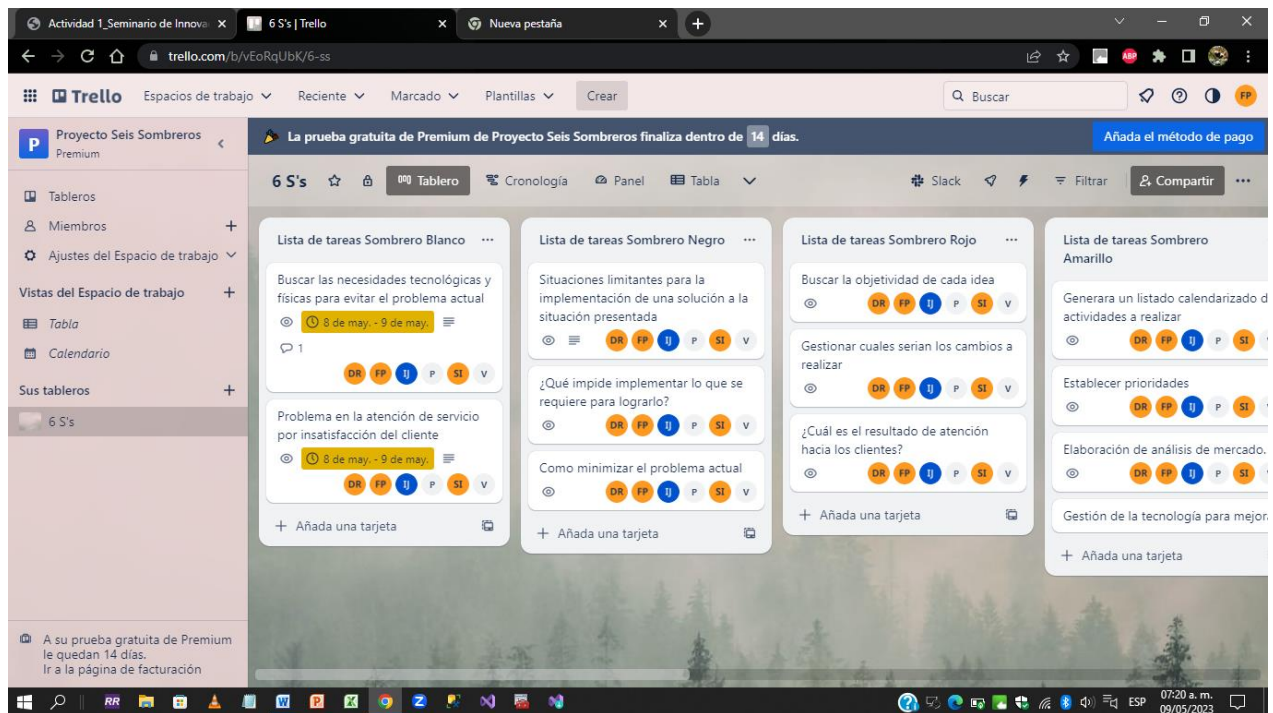 Actividad 1_Seminario de Innova
6 S's | Trello
Nueva pestaña
trello.com/b/vEoRqUbK/6-ss
ABP
Trello
Espacios de trabajo
Reciente
Marcado
Plantillas
Crear
Buscar
FP
P
Proyecto Seis Sombreros
Premium
La prueba gratuita de Premium de Proyecto Seis Sombreros finaliza dentro de 14 días.
Añada el método de pago
Tableros
Miembros
Ajustes del Espacio de trabajo
Vistas del Espacio de trabajo
Tabla
Calendario
Sus tableros
6 S's
A su prueba gratuita de Premium
le quedan 14 días.
Ir a la página de facturación
6 S's
Tablero
Cronología
Panel
Tabla
Slack
Filtrar
Compartir
Lista de tareas Sombrero Blanco
Buscar las necesidades tecnológicas y
físicas para evitar el problema actual
8 de may. - 9 de may.
1
DR FP IJ P SI V
Problema en la atención de servicio
por insatisfacción del cliente
8 de may. - 9 de may.
DR FP IJ P SI V
Añada una tarjeta
Lista de tareas Sombrero Negro
Situaciones limitantes para la
implementación de una solución a la
situación presentada
DR FP IJ P SI V
¿Qué impide implementar lo que se
requiere para lograrlo?
DR FP IJ P SI V
Como minimizar el problema actual
DR FP IJ P SI V
Añada una tarjeta
Lista de tareas Sombrero Rojo
Buscar la objetividad de cada idea
DR FP IJ P SI V
Gestionar cuales serian los cambios a
realizar
DR FP IJ P SI V
¿Cuál es el resultado de atención
hacia los clientes?
DR FP IJ P SI V
Añada una tarjeta
Lista de tareas Sombrero
Amarillo
Generara un listado calendarizado d
actividades a realizar
DR FP IJ P SI
Establecer prioridades
DR FP IJ P SI
Elaboración de análisis de mercado.
DR FP IJ P SI
Gestión de la tecnología para mejor
Añada una tarjeta
RR
ESP
07:20 a. m.
09/05/2023